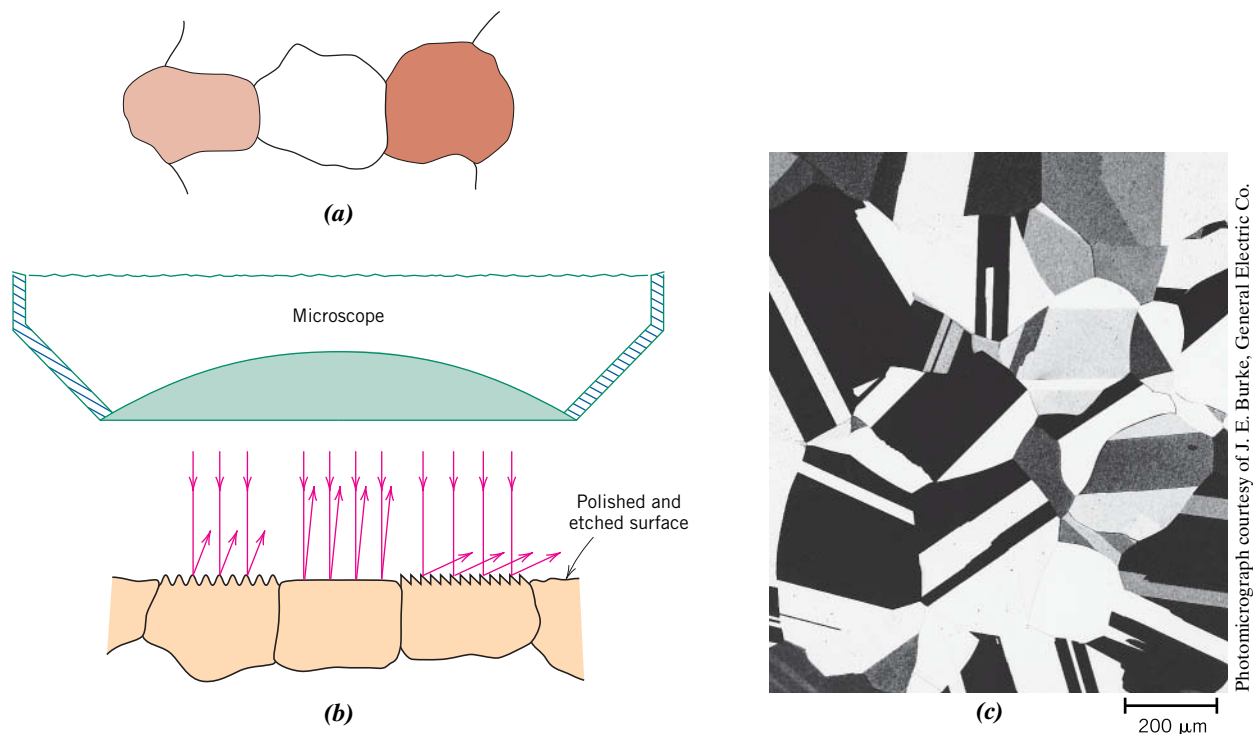 (a)
Microscope
Polished and
etched surface
(b)
Photomicrograph courtesy of J. E. Burke, General Electric Co.
(c)
200 μm